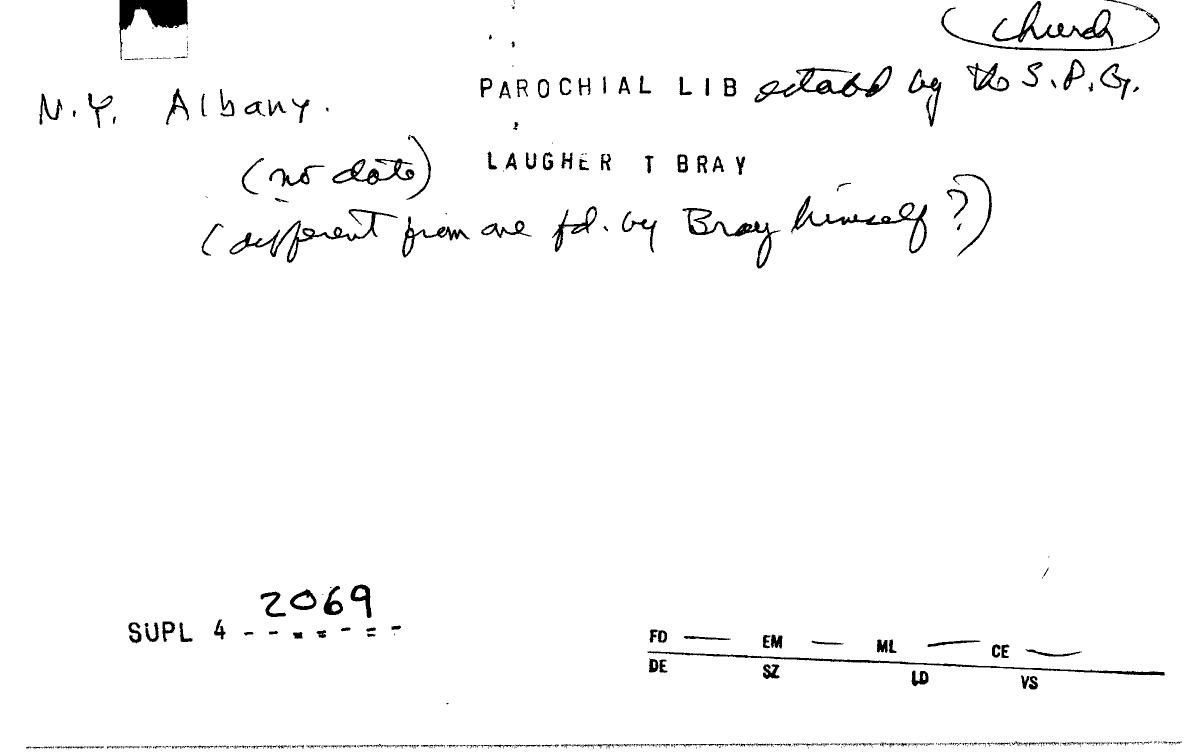 church
N.Y. Albany. PAROCHIAL LIB estabd by the S.P.G.
(no date) LAUGHER T BRAY
(different from one fd. by Bray himself?)
2069
SUPL 4 - - - - - - -
FD — EM — ML — CE —
DE SZ LD VS